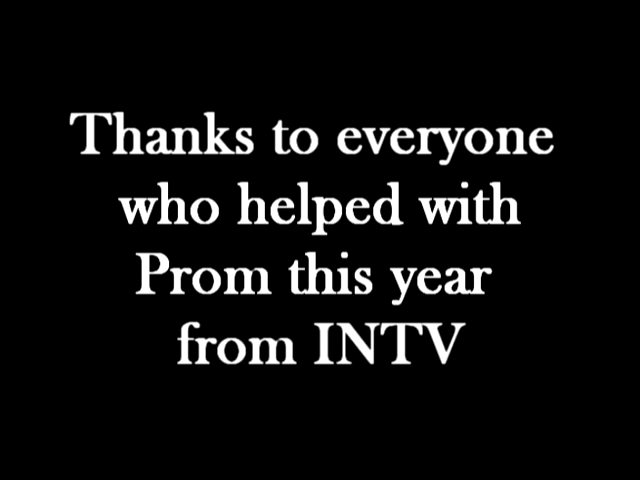 Thanks to everyone
who helped with
Prom this year
from INTV